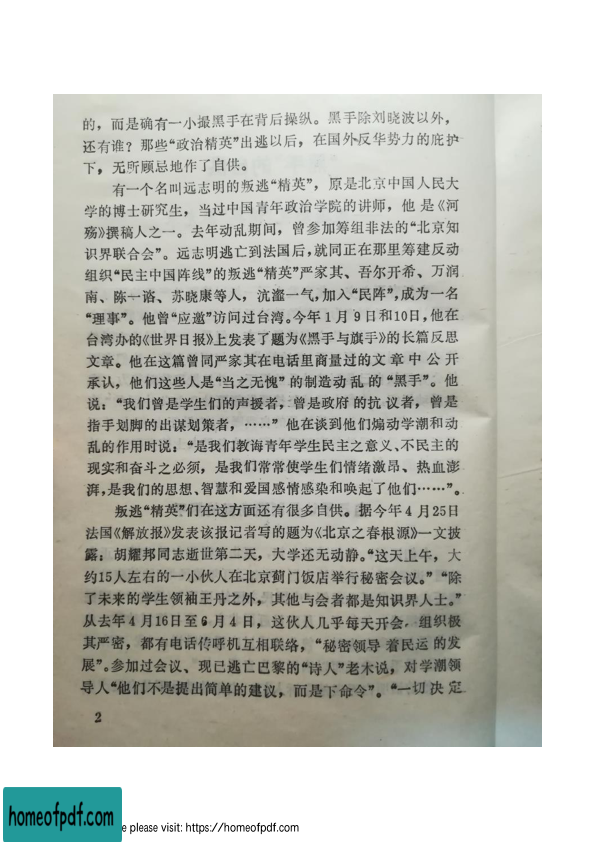 的，而是确有一小撮黑手在背后操纵。黑手除刘晓波以外，
还有谁？那些“政治精英”出逃以后，在国外反华势力的庇护
下，无所顾忌地作了自供。
有一个名叫远志明的叛逃“精英”，原是北京中国人民大
学的博士研究生，当过中国青年政治学院的讲师，他是《河
殇》撰稿人之一。去年动乱期间，曾参加筹组非法的“北京知
识界联合会”。远志明逃亡到法国后，就同正在那里筹建反动
组织“民主中国阵线”的叛逃“精英”严家其、吾尔开希、万润
南、陈一谘、苏晓康等人，沆瀣一气，加入“民阵”，成为一名
“理事”。他曾“应邀”访问过台湾。今年1月9日和10日，他在
台湾办的《世界日报》上发表了题为《黑手与旗手》的长篇反思
文章。他在这篇曾同严家其在电话里商量过的文章中公开
承认，他们这些人是“当之无愧”的制造动乱的“黑手”。他
说：“我们曾是学生们的声援者，曾是政府的抗议者，曾是
指手划脚的出谋划策者，……”他在谈到他们煽动学潮和动
乱的作用时说：“是我们教诲青年学生民主之意义、不民主的
现实和奋斗之必须，是我们常常使学生们情绪激昂、热血澎
湃，是我们的思想、智慧和爱国感情感染和唤起了他们……”。
叛逃“精英”们在这方面还有很多自供。据今年4月25日
法国《解放报》发表该报记者写的题为《北京之春根源》一文披
露：胡耀邦同志逝世第二天，大学还无动静。“这天上午，大
约15人左右的一小伙人在北京蓟门饭店举行秘密会议。”“除
了未来的学生领袖王丹之外，其他与会者都是知识界人士。”
从去年4月16日至6月4日，这伙人几乎每天开会，组织极
其严密，都有电话传呼机互相联络，“秘密领导着民运的发
展”。参加过会议、现已逃亡巴黎的“诗人”老木说，对学潮领
导人“他们不是提出简单的建议，而是下命令”。“一切决定
2
homeofpdf.com
e please visit: https://homeofpdf.com